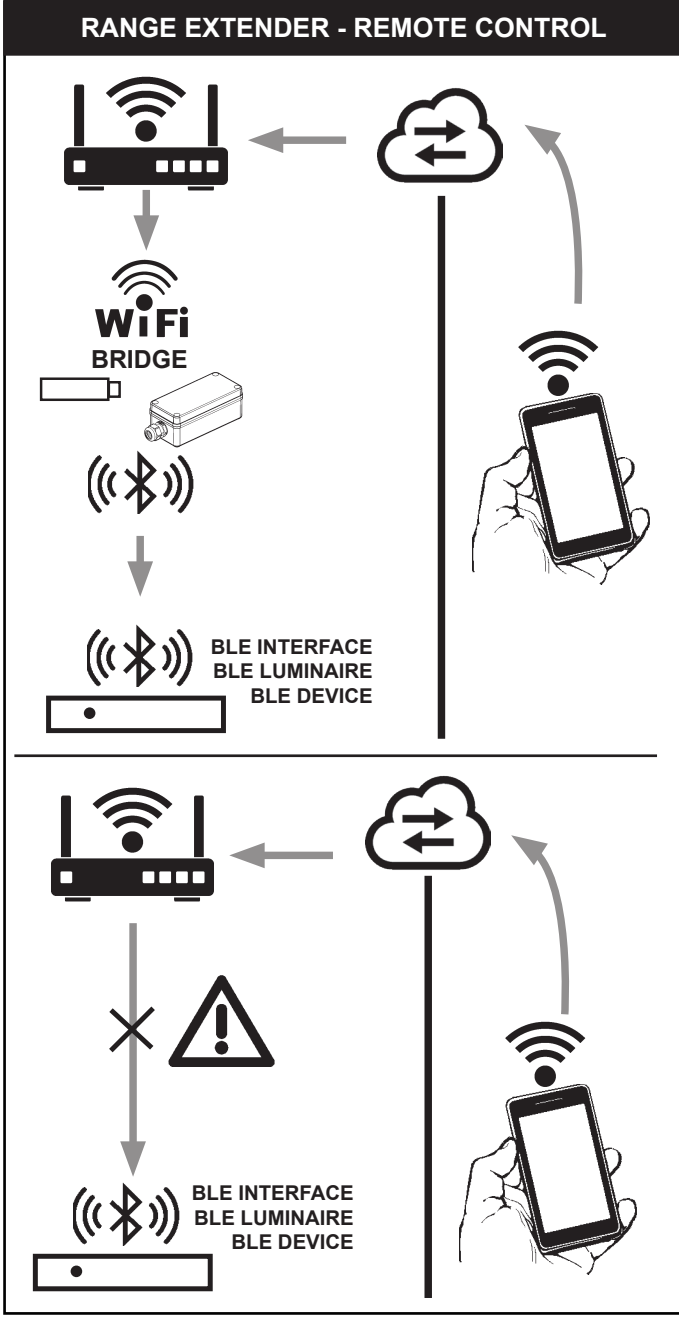 RANGE EXTENDER - REMOTE CONTROL
WiFi
BRIDGE
BLE INTERFACE
BLE LUMINAIRE
BLE DEVICE
BLE INTERFACE
BLE LUMINAIRE
BLE DEVICE